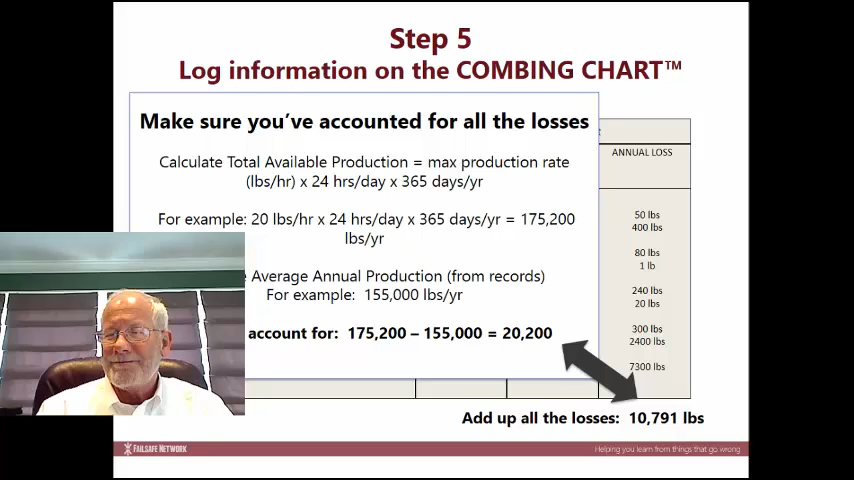 Step 5
Log information on the COMBING CHART™
Make sure you've accounted for all the losses
Calculate Total Available Production = max production rate
(lbs/hr) x 24 hrs/day x 365 days/yr
For example: 20 lbs/hr x 24 hrs/day x 365 days/yr = 175,200
lbs/yr
Average Annual Production (from records)
For example: 155,000 lbs/yr
account for: 175,200 – 155,000 = 20,200
ANNUAL LOSS
50 lbs
400 lbs
80 lbs
1 lb
240 lbs
20 lbs
300 lbs
2400 lbs
7300 lbs
Add up all the losses: 10,791 lbs
FAILSAFE NETWORK
Helping you learn from things that go wrong